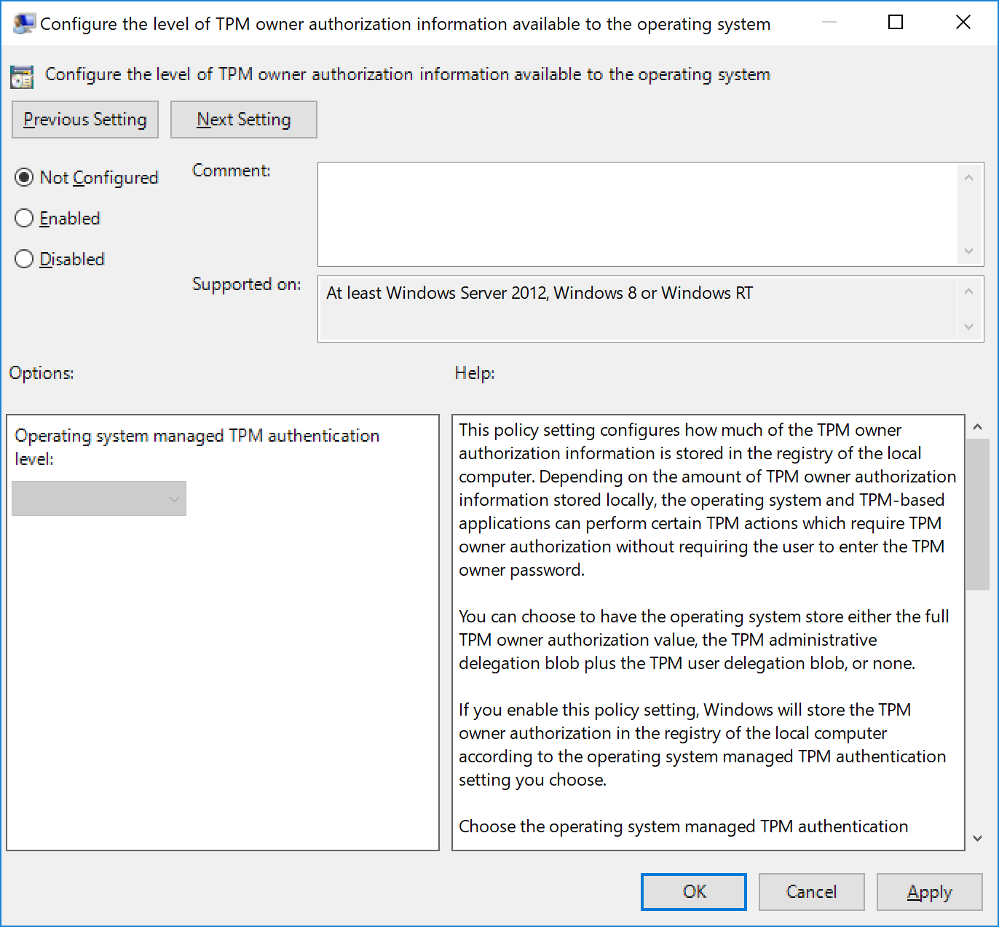 Configure the level of TPM owner authorization information available to the operating system
Configure the level of TPM owner authorization information available to the operating system
Previous Setting
Next Setting
Not Configured
Enabled
Disabled
Comment:
Supported on:
At least Windows Server 2012, Windows 8 or Windows RT
Options:
Help:
Operating system managed TPM authentication
level:
This policy setting configures how much of the TPM owner
authorization information is stored in the registry of the local
computer. Depending on the amount of TPM owner authorization
information stored locally, the operating system and TPM-based
applications can perform certain TPM actions which require TPM
owner authorization without requiring the user to enter the TPM
owner password.
You can choose to have the operating system store either the full
TPM owner authorization value, the TPM administrative
delegation blob plus the TPM user delegation blob, or none.
If you enable this policy setting, Windows will store the TPM
owner authorization in the registry of the local computer
according to the operating system managed TPM authentication
setting you choose.
Choose the operating system managed TPM authentication
OK
Cancel
Apply